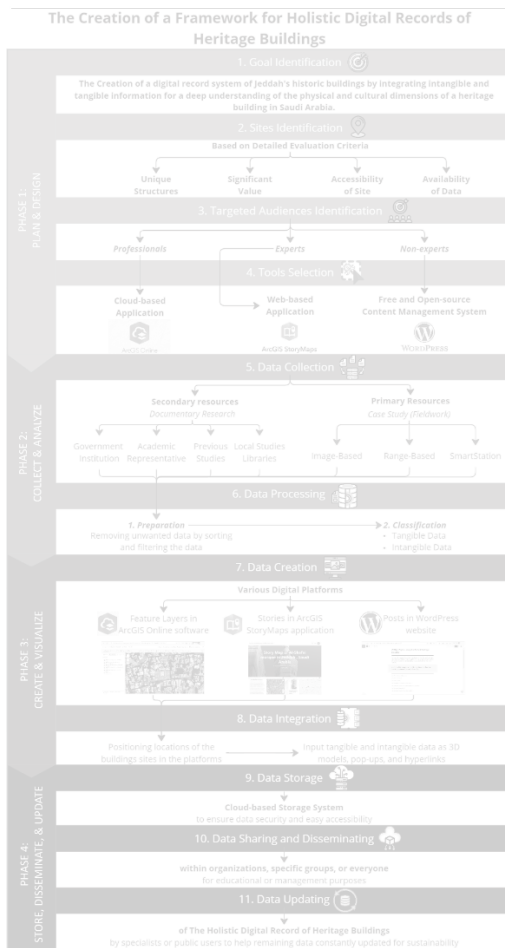 The Creation of a Framework for Holistic Digital Records of
Heritage Buildings
PHASE 1:
PLAN & DESIGN
1. Goal Identification
The Creation of a digital record system of Jeddah's historic buildings by integrating intangible and
tangible information for a deep understanding of the physical and cultural dimensions of a heritage
building in Saudi Arabia.
2. Sites Identification
Based on Detailed Evaluation Criteria
Unique
Structures
Significant
Value
Accessibility
of Site
Availability
of Data
3. Targeted Audiences Identification
Professionals
Experts
Non-experts
4. Tools Selection
Cloud-based
Application
ArcGIS Online
Web-based
Application
ArcGIS StoryMaps
Free and Open-source
Content Management System
WORDPRESS
PHASE 2:
COLLECT & ANALYZE
5. Data Collection
Secondary resources
Documentary Research
Primary Resources
Case Study (Fieldwork)
Government
Institution
Academic
Representative
Previous
Studies
Local Studies
Libraries
Image-Based
Range-Based
SmartStation
6. Data Processing
1. Preparation
Removing unwanted data by sorting
and filtering the data
2. Classification
• Tangible Data
• Intangible Data
PHASE 3:
CREATE & VISUALIZE
7. Data Creation
Various Digital Platforms
Feature Layers in
ArcGIS Online software
Stories in ArcGIS
StoryMaps application
Posts in WordPress
website
8. Data Integration
Positioning locations of the
buildings sites in the platforms
Input tangible and intangible data as 3D
models, pop-ups, and hyperlinks
PHASE 4:
STORE, DISSEMINATE, & UPDATE
9. Data Storage
Cloud-based Storage System
to ensure data security and easy accessibility
10. Data Sharing and Disseminating
within organizations, specific groups, or everyone
for educational or management purposes
11. Data Updating
of The Holistic Digital Record of Heritage Buildings
by specialists or public users to help remaining data constantly updated for sustainability